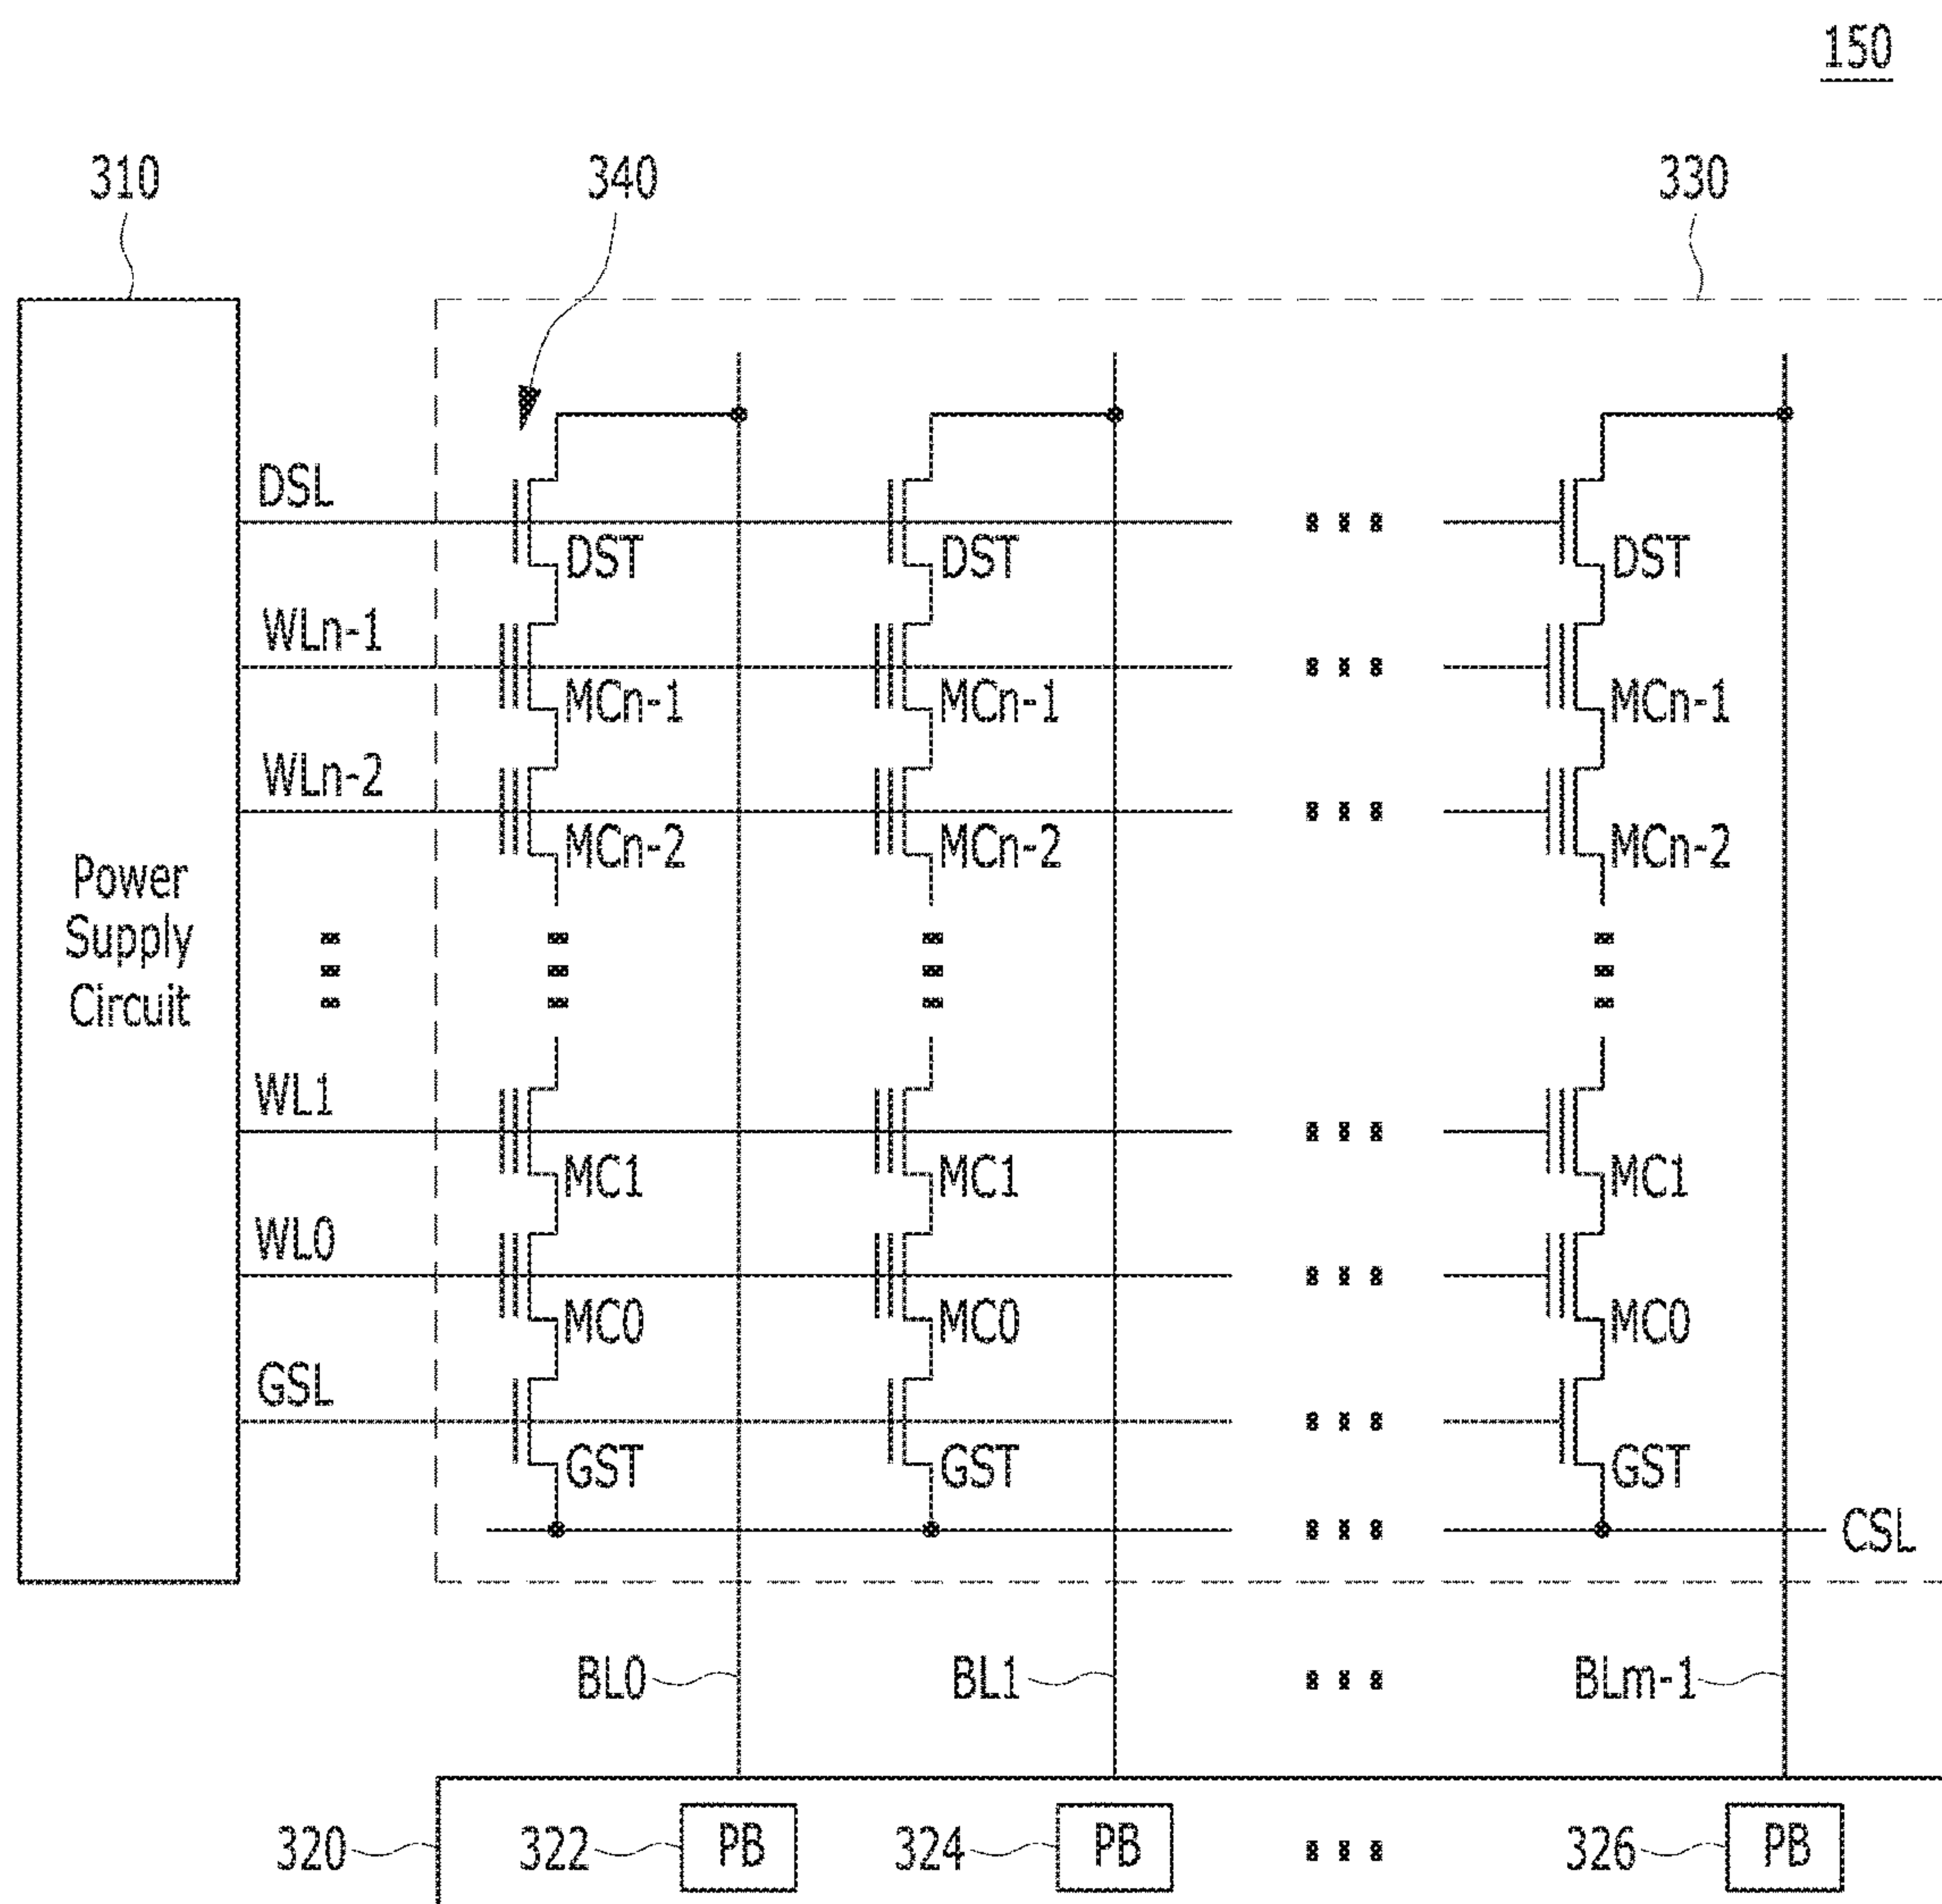 150
310
340
330
DSL
DST
DST
DST
WLn-1
MCn-1
MCn-1
MCn-1
WLn-2
MCn-2
MCn-2
MCn-2
Power
Supply
Circuit
WL1
MC1
MC1
MC1
WL0
MC0
MC0
MC0
GSL
GST
GST
GST
CSL
BL0
BL1
BLm-1
320
322
PB
324
PB
326
PB